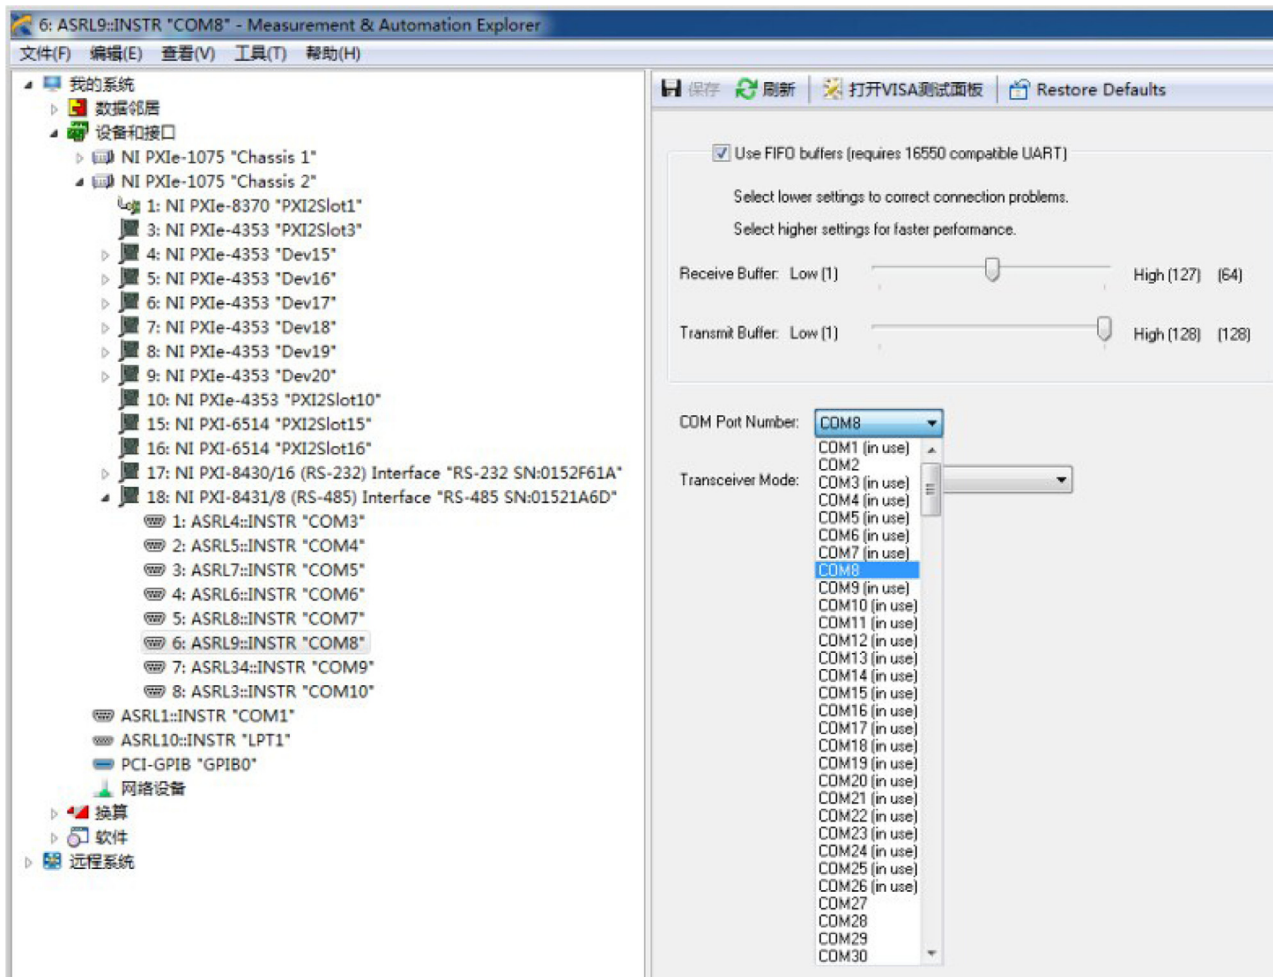 6: ASRL9::INSTR "COM8" - Measurement & Automation Explorer
文件(F) 编辑(E) 查看(V) 工具(T) 帮助(H)
我的系统
数据邻居
设备和接口
NI PXIe-1075 "Chassis 1"
NI PXIe-1075 "Chassis 2"
1: NI PXIe-8370 "PXI2Slot1"
3: NI PXIe-4353 "PXI2Slot3"
4: NI PXIe-4353 "Dev15"
5: NI PXIe-4353 "Dev16"
6: NI PXIe-4353 "Dev17"
7: NI PXIe-4353 "Dev18"
8: NI PXIe-4353 "Dev19"
9: NI PXIe-4353 "Dev20"
10: NI PXIe-4353 "PXI2Slot10"
15: NI PXI-6514 "PXI2Slot15"
16: NI PXI-6514 "PXI2Slot16"
17: NI PXI-8430/16 (RS-232) Interface "RS-232 SN:0152F61A"
18: NI PXI-8431/8 (RS-485) Interface "RS-485 SN:01521A6D"
1: ASRL4::INSTR "COM3"
2: ASRL5::INSTR "COM4"
3: ASRL7::INSTR "COM5"
4: ASRL6::INSTR "COM6"
5: ASRL8::INSTR "COM7"
6: ASRL9::INSTR "COM8"
7: ASRL34::INSTR "COM9"
8: ASRL3::INSTR "COM10"
ASRL1::INSTR "COM1"
ASRL10::INSTR "LPT1"
PCI-GPIB "GPIB0"
网络设备
换算
软件
远程系统
保存 刷新 打开VISA测试面板 Restore Defaults
Use FIFO buffers (requires 16550 compatible UART)
Select lower settings to correct connection problems.
Select higher settings for faster performance.
Receive Buffer: Low (1) High (127) (64)
Transmit Buffer: Low (1) High (128) (128)
COM Port Number: COM8
Transceiver Mode:
COM1 (in use)
COM2
COM3 (in use)
COM4 (in use)
COM5 (in use)
COM6 (in use)
COM7 (in use)
COM8
COM9 (in use)
COM10 (in use)
COM11 (in use)
COM12 (in use)
COM13 (in use)
COM14 (in use)
COM15 (in use)
COM16 (in use)
COM17 (in use)
COM18 (in use)
COM19 (in use)
COM20 (in use)
COM21 (in use)
COM22 (in use)
COM23 (in use)
COM24 (in use)
COM25 (in use)
COM26 (in use)
COM27
COM28
COM29
COM30